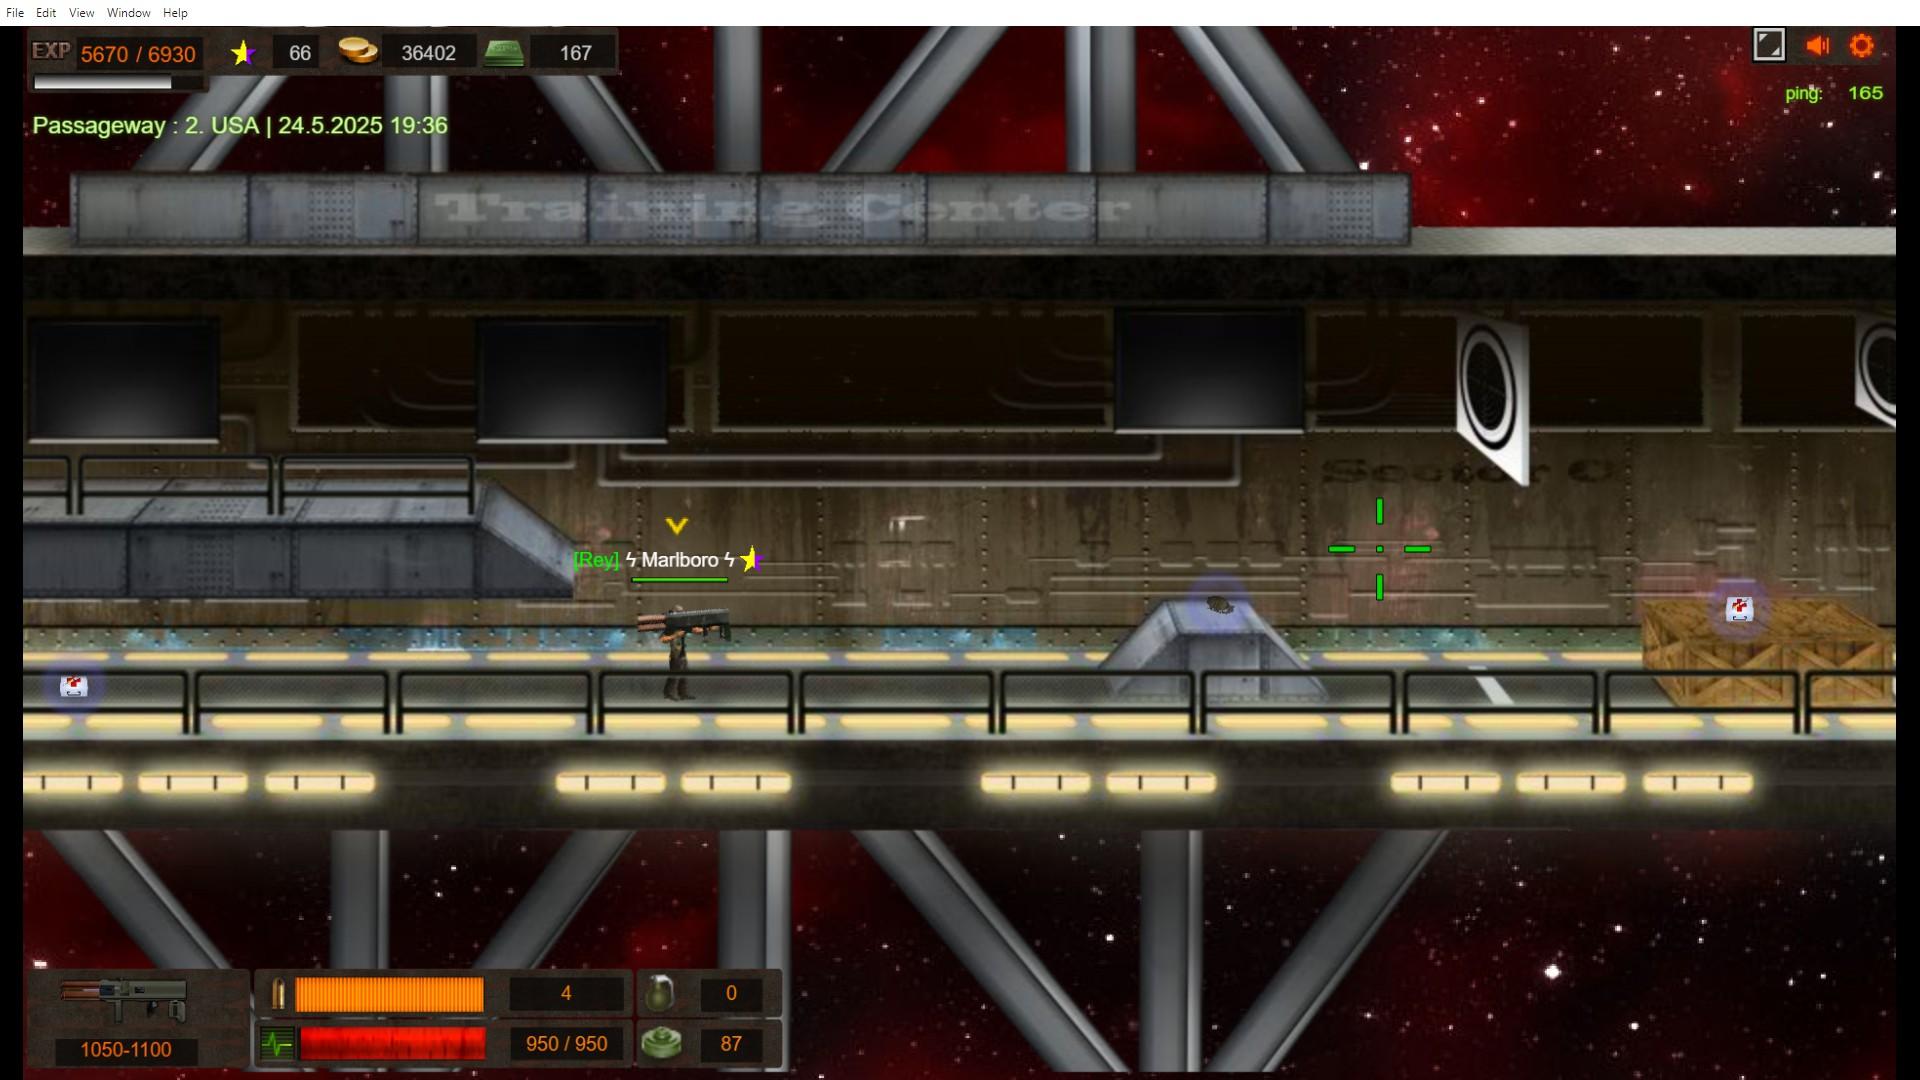 File Edit View Window Help
EXP 5670 / 6930 66 36402 167
ping: 165
Passageway : 2. USA | 24.5.2025 19:36
Training Center
Sector C
[Rey] ϟ Marlboro ϟ
4 0
1050-1100 950 / 950 87